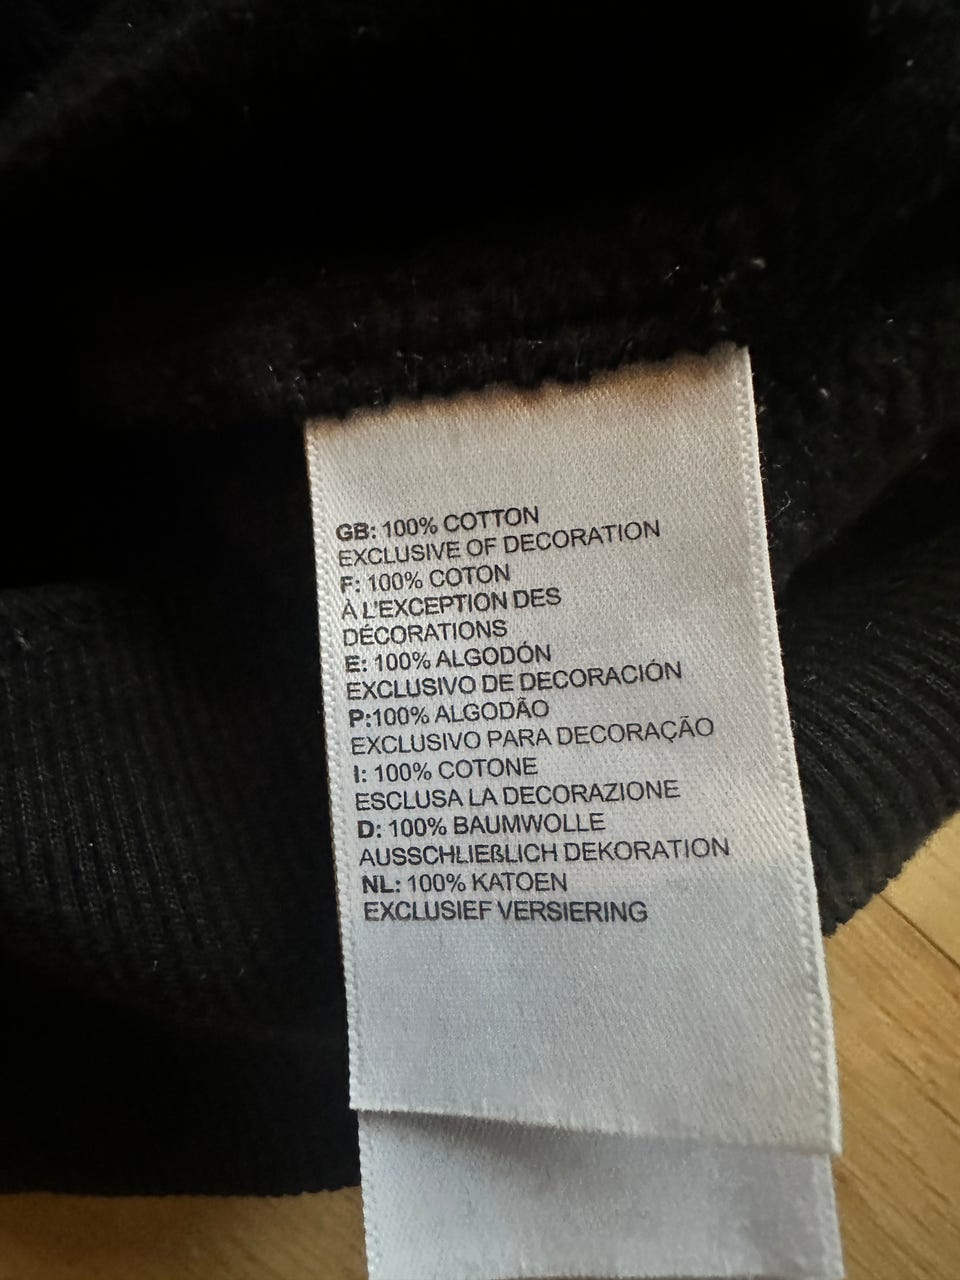 GB: 100% COTTON
EXCLUSIVE OF DECORATION
F: 100% COTON
À L'EXCEPTION DES
DÉCORATIONS
E: 100% ALGODÓN
EXCLUSIVO DE DECORACIÓN
P:100% ALGODÃO
EXCLUSIVO PARA DECORAÇÃO
I: 100% COTONE
ESCLUSA LA DECORAZIONE
D: 100% BAUMWOLLE
AUSSCHLIEßLICH DEKORATION
NL: 100% KATOEN
EXCLUSIEF VERSIERING